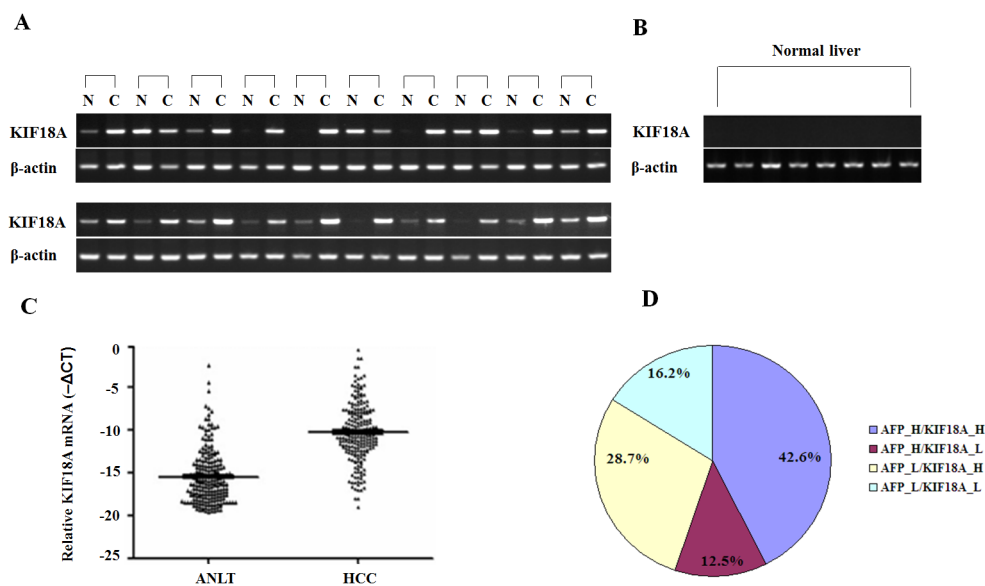 A
N C N C N C N C N C N C N C N C N C N C
KIF18A
β-actin
KIF18A
β-actin
B
Normal liver
KIF18A
β-actin
C
Relative KIF18A mRNA (−ΔCT)
0
-5
-10
-15
-20
-25
ANLT HCC
D
16.2%
42.6%
28.7%
12.5%
AFP_H/KIF18A_H
AFP_H/KIF18A_L
AFP_L/KIF18A_H
AFP_L/KIF18A_L